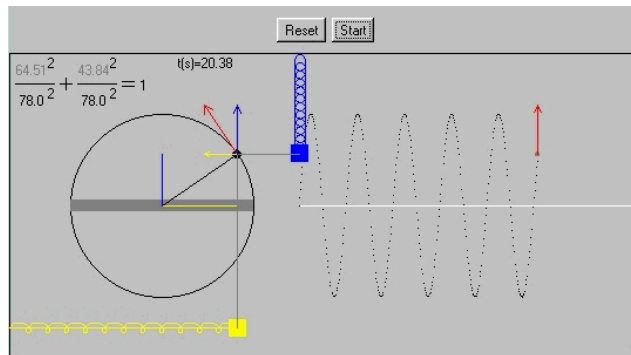 Reset Start
64.51² / 78.0² + 43.84² / 78.0² = 1
t(s)=20.38